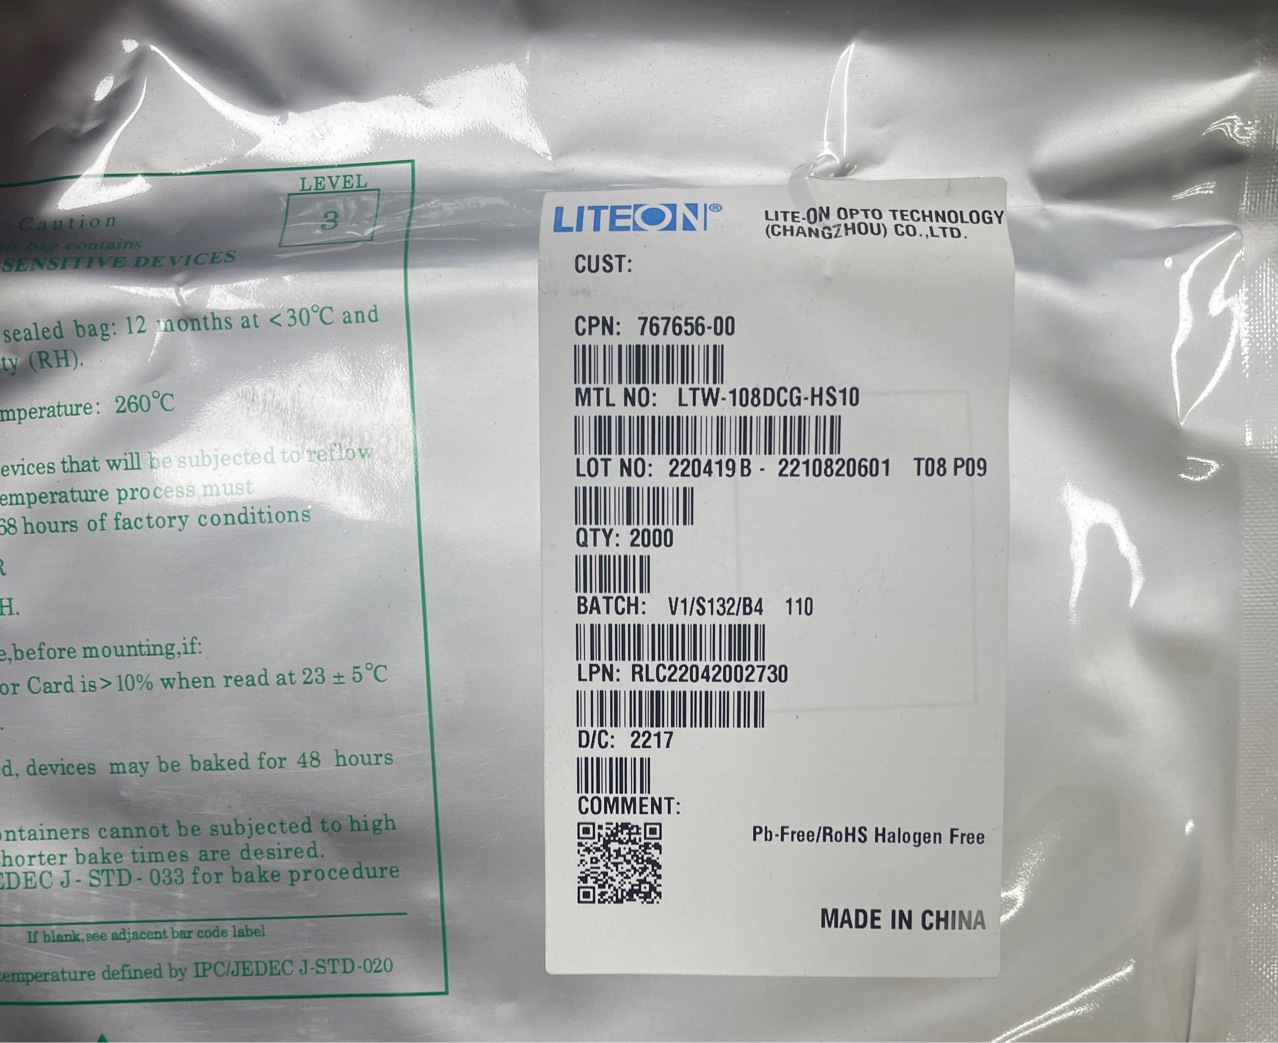 LEVEL
3
Caution
bag contains
SENSITIVE DEVICES
sealed bag: 12 months at <30°C and
ty (RH).
mperature: 260°C
evices that will be subjected to reflow
emperature process must
68 hours of factory conditions
R
H.
e,before mounting,if:
or Card is>10% when read at 23 ± 5°C
.
d, devices may be baked for 48 hours
ontainers cannot be subjected to high
horter bake times are desired.
EDEC J-STD-033 for bake procedure
If blank,see adjacent bar code label
emperature defined by IPC/JEDEC J-STD-020
LITEON®
LITE-ON OPTO TECHNOLOGY
(CHANGZHOU) CO.,LTD.
CUST:
CPN: 767656-00
MTL NO: LTW-108DCG-HS10
LOT NO: 220419B - 2210820601 T08 P09
QTY: 2000
BATCH: V1/S132/B4 110
LPN: RLC22042002730
D/C: 2217
COMMENT:
Pb-Free/RoHS Halogen Free
MADE IN CHINA